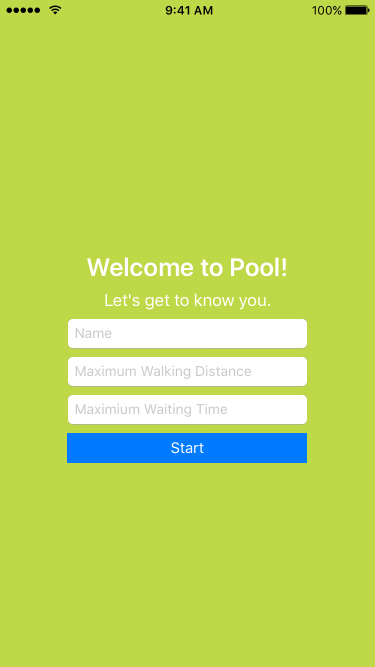 9:41 AM 100%
Welcome to Pool!
Let's get to know you.
Name
Maximum Walking Distance
Maximium Waiting Time
Start